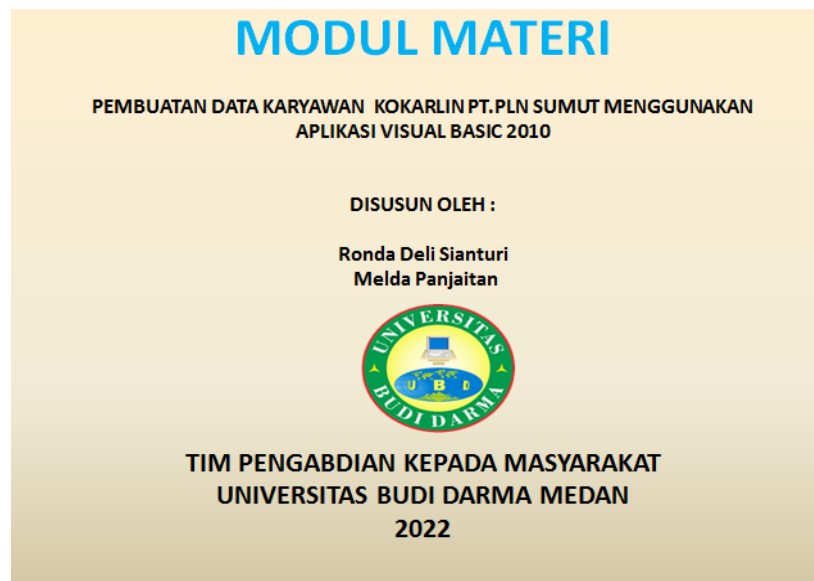 MODUL MATERI
PEMBUATAN DATA KARYAWAN KOKARLIN PT.PLN SUMUT MENGGUNAKAN
APLIKASI VISUAL BASIC 2010
DISUSUN OLEH :
Ronda Deli Sianturi
Melda Panjaitan
UNIVERSITAS
U B D
BUDI DARMA
TIM PENGABDIAN KEPADA MASYARAKAT
UNIVERSITAS BUDI DARMA MEDAN
2022